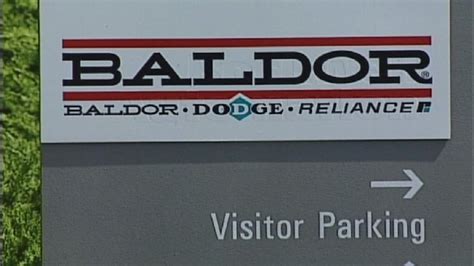 BALDOR®
BALDOR • DODGE • RELIANCE
→
Visitor Parking